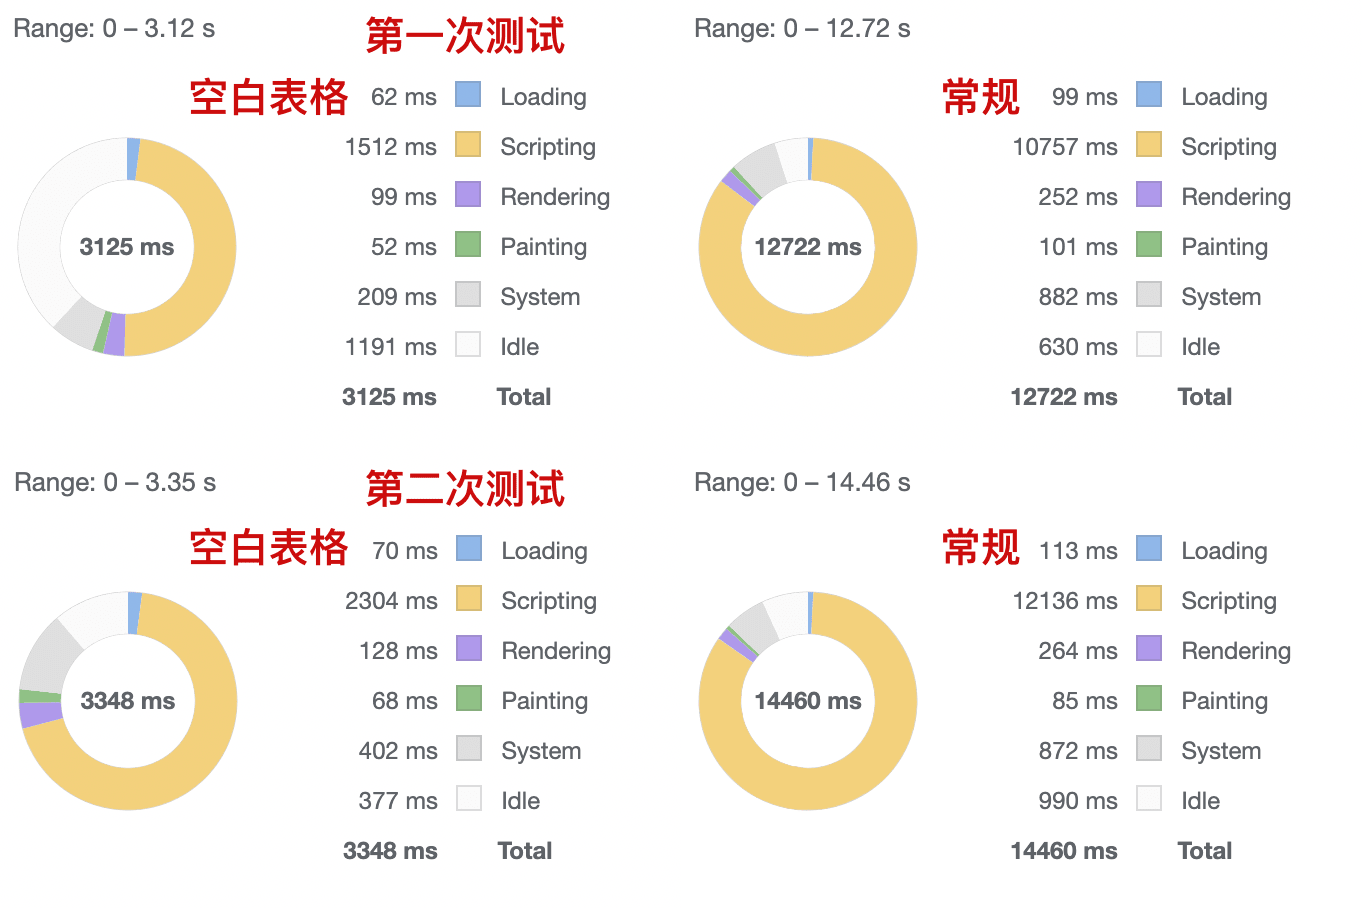 Range: 0 – 3.12 s
第一次测试
空白表格
62 ms Loading
1512 ms Scripting
99 ms Rendering
52 ms Painting
209 ms System
1191 ms Idle
3125 ms Total
3125 ms
Range: 0 – 12.72 s
常规
99 ms Loading
10757 ms Scripting
252 ms Rendering
101 ms Painting
882 ms System
630 ms Idle
12722 ms Total
12722 ms
Range: 0 – 3.35 s
第二次测试
空白表格
70 ms Loading
2304 ms Scripting
128 ms Rendering
68 ms Painting
402 ms System
377 ms Idle
3348 ms Total
3348 ms
Range: 0 – 14.46 s
常规
113 ms Loading
12136 ms Scripting
264 ms Rendering
85 ms Painting
872 ms System
990 ms Idle
14460 ms Total
14460 ms